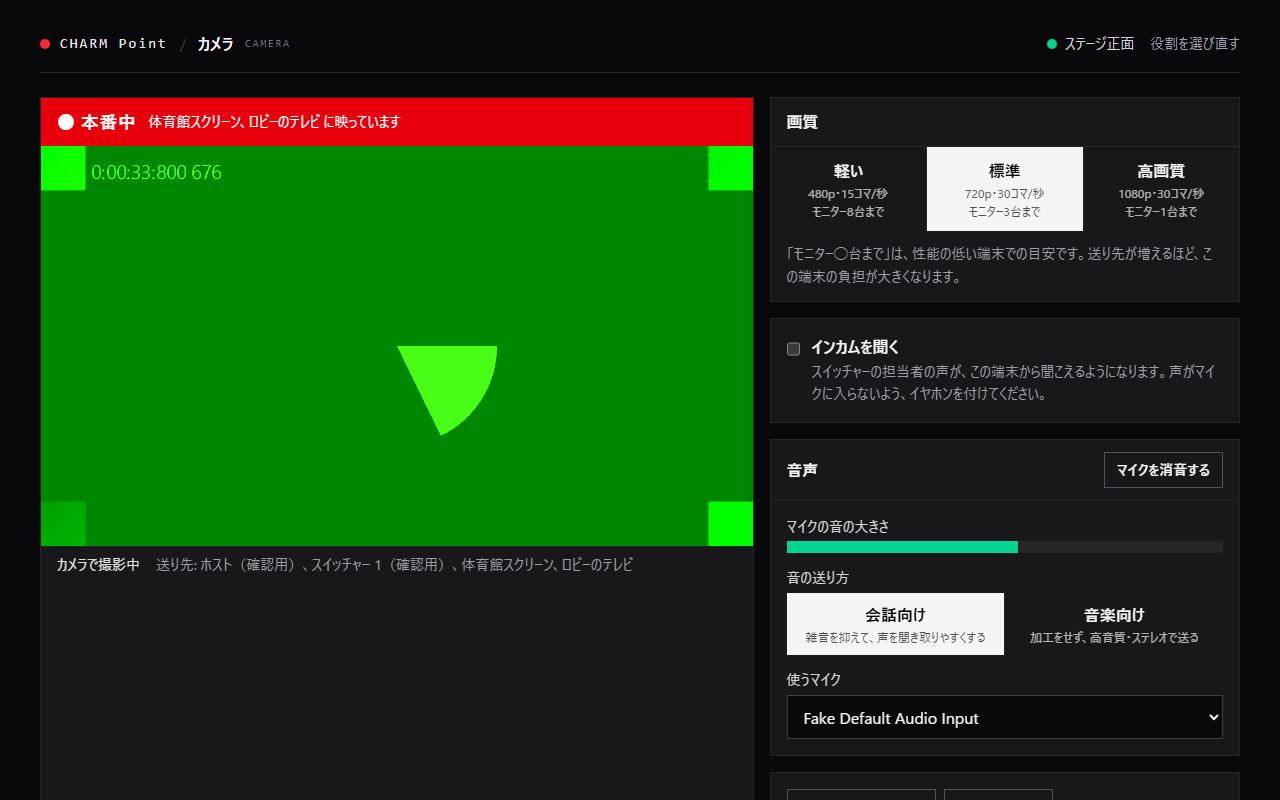 CHARM Point / カメラ CAMERA
ステージ正面 役割を選び直す
本番中 体育館スクリーン、ロビーのテレビ に映っています
0:00:33:800 676
カメラで撮影中 送り先: ホスト（確認用）、スイッチャー 1（確認用）、体育館スクリーン、ロビーのテレビ
画質
軽い
480p・15コマ/秒
モニター8台まで
標準
720p・30コマ/秒
モニター3台まで
高画質
1080p・30コマ/秒
モニター1台まで
「モニター◯台まで」は、性能の低い端末での目安です。送り先が増えるほど、こ
の端末の負担が大きくなります。
インカムを聞く
スイッチャーの担当者の声が、この端末から聞こえるようになります。声がマイ
クに入らないよう、イヤホンを付けてください。
音声
マイクを消音する
マイクの音の大きさ
音の送り方
会話向け
雑音を抑えて、声を聞き取りやすくする
音楽向け
加工をせず、高音質・ステレオで送る
使うマイク
Fake Default Audio Input